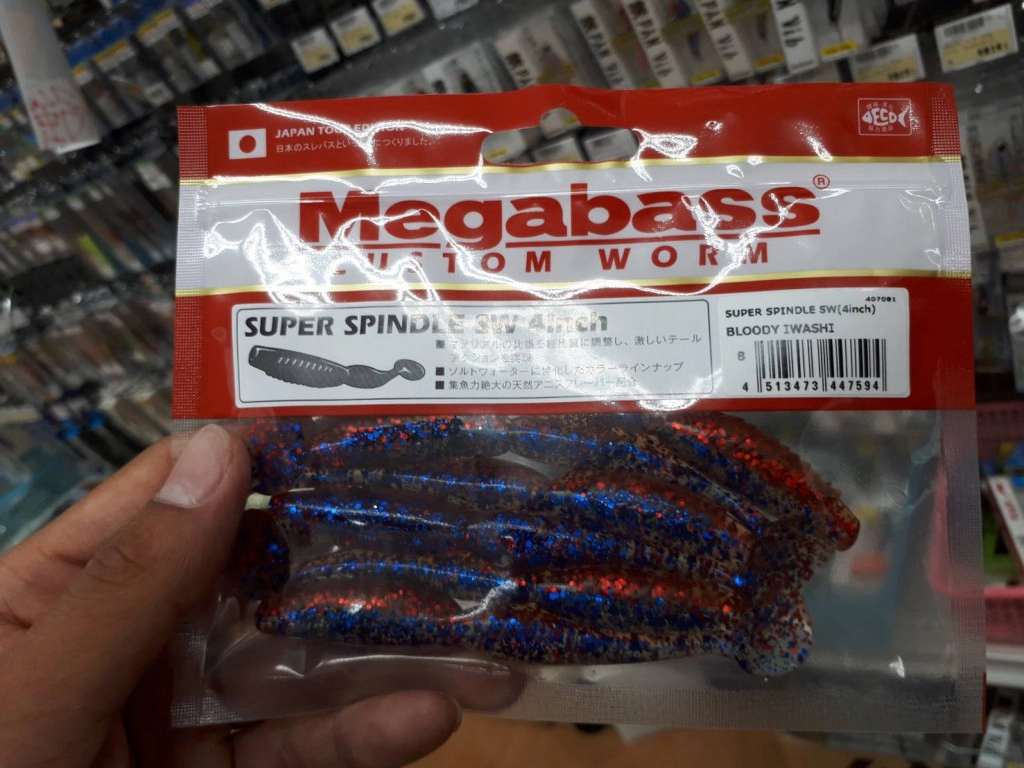 JAPAN TOUR EDITION
日本のスレバスという につくりました。
ECO
Megabass®
CUSTOM WORM
SUPER SPINDLE SW 4inch
■ マテリアルの比重を軽比重に調整し、激しいテール
アクションを実現
■ ソルトウォーターに特化したカラーラインナップ
■ 集魚力絶大の天然アニスフレーバー配合
407081
SUPER SPINDLE SW(4inch)
BLOODY IWASHI
6
4 513473 447594